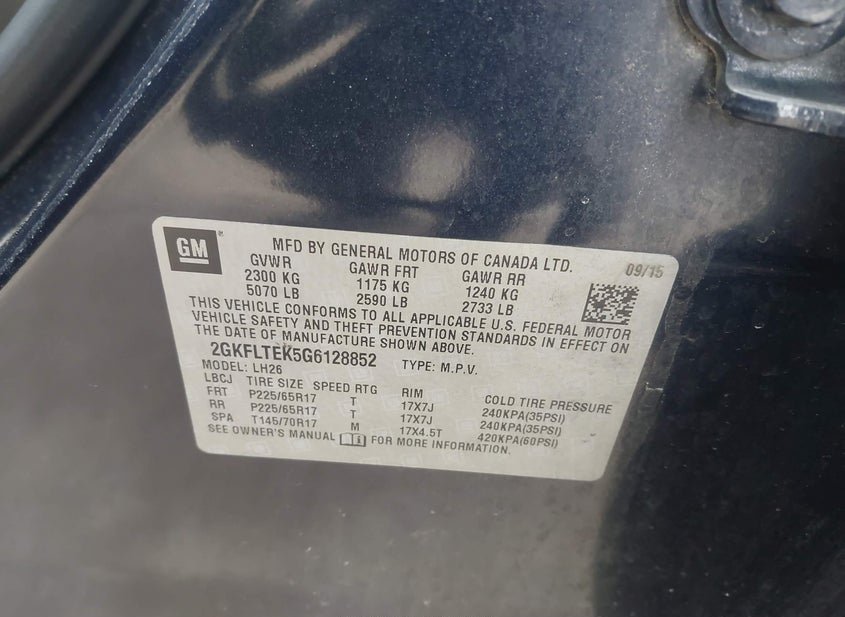 GM
MFD BY GENERAL MOTORS OF CANADA LTD. 09/15
GVWR GAWR FRT GAWR RR
2300 KG 1175 KG 1240 KG
5070 LB 2590 LB 2733 LB
THIS VEHICLE CONFORMS TO ALL APPLICABLE U.S. FEDERAL MOTOR
VEHICLE SAFETY AND THEFT PREVENTION STANDARDS IN EFFECT ON
THE DATE OF MANUFACTURE SHOWN ABOVE.
2GKFLTEK5G6128852 TYPE: M.P.V.
MODEL: LH26
LBCJ TIRE SIZE SPEED RTG RIM COLD TIRE PRESSURE
FRT P225/65R17 T 17X7J 240KPA(35PSI)
RR P225/65R17 T 17X7J 240KPA(35PSI)
SPA T145/70R17 M 17X4.5T 420KPA(60PSI)
SEE OWNER'S MANUAL FOR MORE INFORMATION.